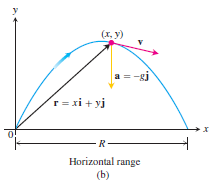 y
(x, y)
v
a = −gj
r = xi + yj
0
x
R
Horizontal range
(b)